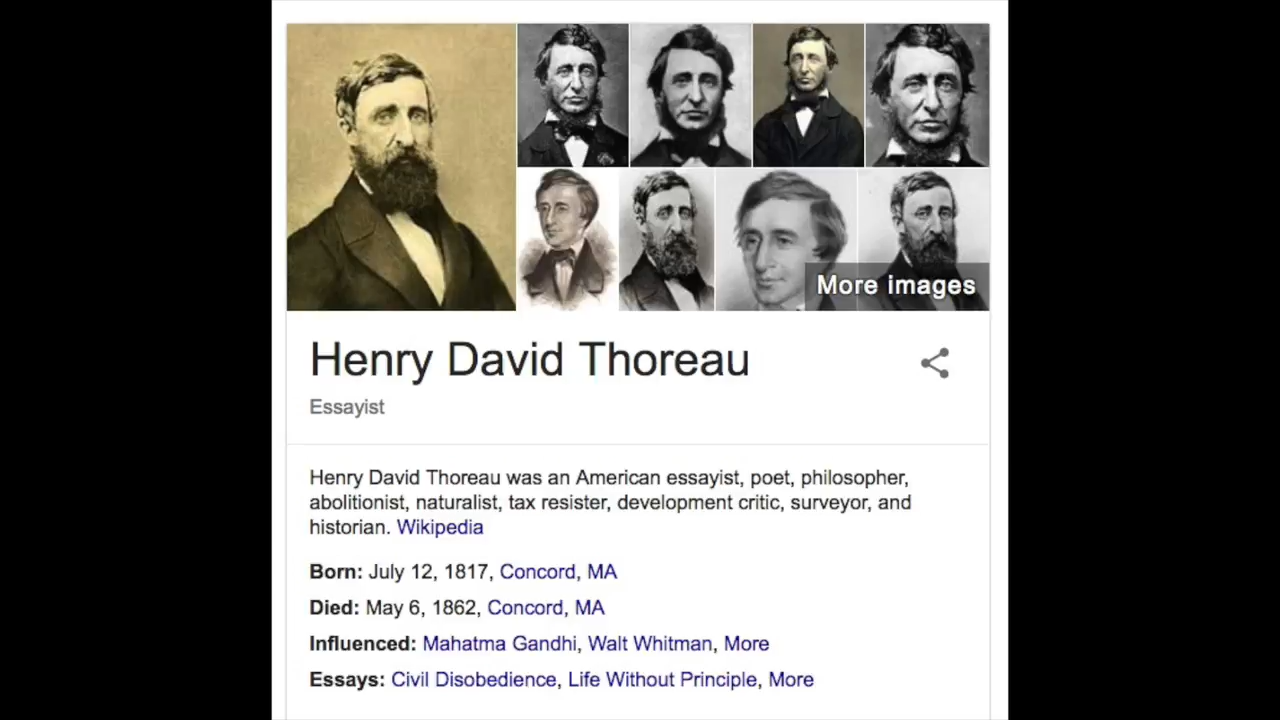 More images
Henry David Thoreau
Essayist
Henry David Thoreau was an American essayist, poet, philosopher,
abolitionist, naturalist, tax resister, development critic, surveyor, and
historian. Wikipedia
Born: July 12, 1817, Concord, MA
Died: May 6, 1862, Concord, MA
Influenced: Mahatma Gandhi, Walt Whitman, More
Essays: Civil Disobedience, Life Without Principle, More